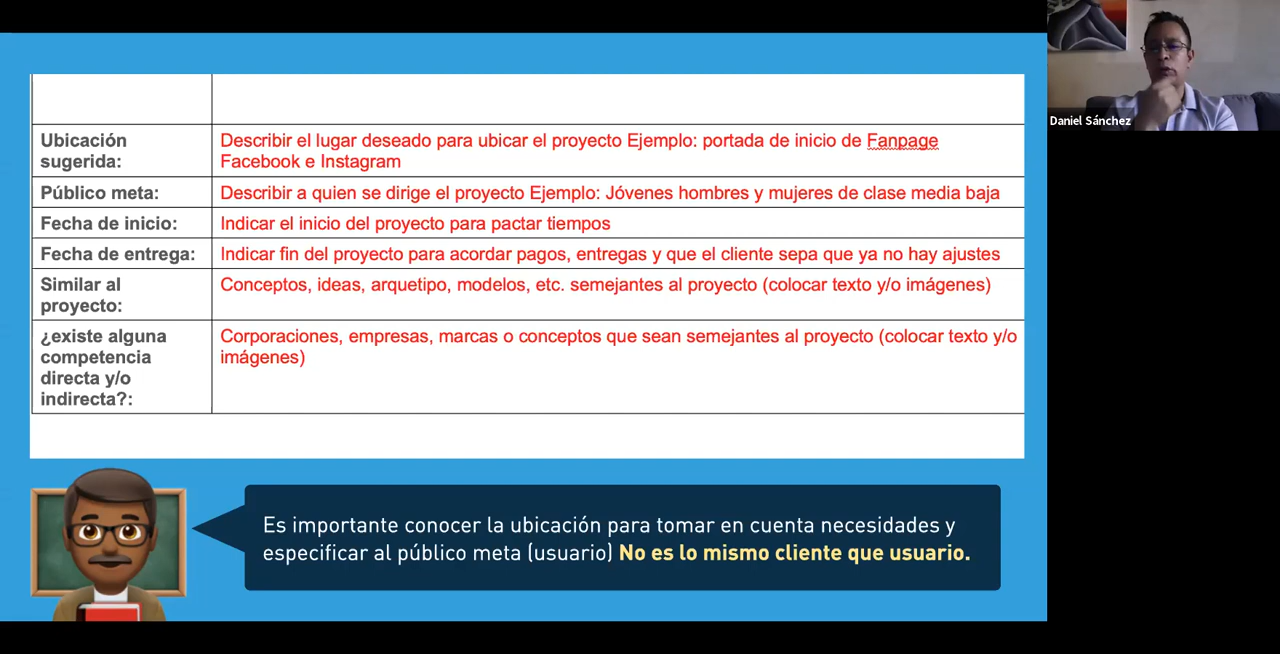 Ubicación
sugerida:
Describir el lugar deseado para ubicar el proyecto Ejemplo: portada de inicio de Fanpage
Facebook e Instagram
Público meta:
Describir a quien se dirige el proyecto Ejemplo: Jóvenes hombres y mujeres de clase media baja
Fecha de inicio:
Indicar el inicio del proyecto para pactar tiempos
Fecha de entrega:
Indicar fin del proyecto para acordar pagos, entregas y que el cliente sepa que ya no hay ajustes
Similar al
proyecto:
Conceptos, ideas, arquetipo, modelos, etc. semejantes al proyecto (colocar texto y/o imágenes)
¿existe alguna
competencia
directa y/o
indirecta?:
Corporaciones, empresas, marcas o conceptos que sean semejantes al proyecto (colocar texto y/o
imágenes)
Es importante conocer la ubicación para tomar en cuenta necesidades y
especificar al público meta (usuario) No es lo mismo cliente que usuario.
Daniel Sánchez